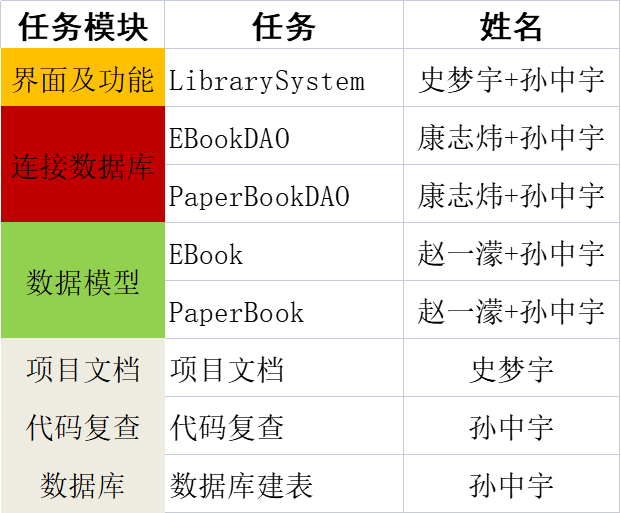 任务模块 任务 姓名
界面及功能 LibrarySystem 史梦宇+孙中宇
连接数据库 EBookDAO 康志炜+孙中宇
PaperBookDAO 康志炜+孙中宇
数据模型 EBook 赵一濛+孙中宇
PaperBook 赵一濛+孙中宇
项目文档 项目文档 史梦宇
代码复查 代码复查 孙中宇
数据库 数据库建表 孙中宇